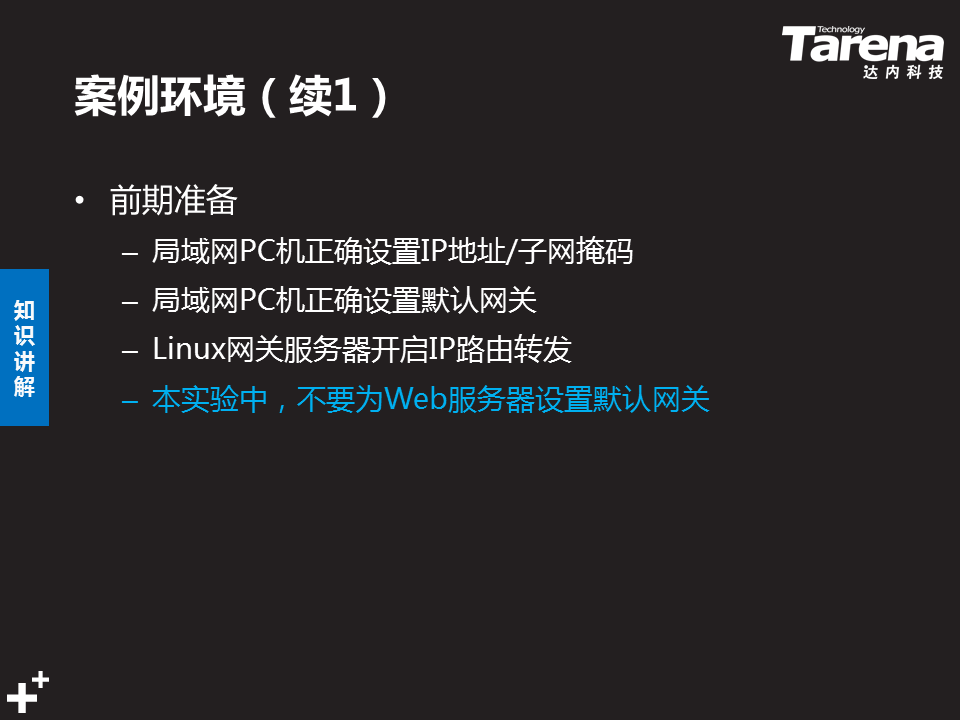 Technology
Tarena
达内科技
案例环境（续1）
• 前期准备
– 局域网PC机正确设置IP地址/子网掩码
– 局域网PC机正确设置默认网关
– Linux网关服务器开启IP路由转发
– 本实验中，不要为Web服务器设置默认网关
知
识
讲
解